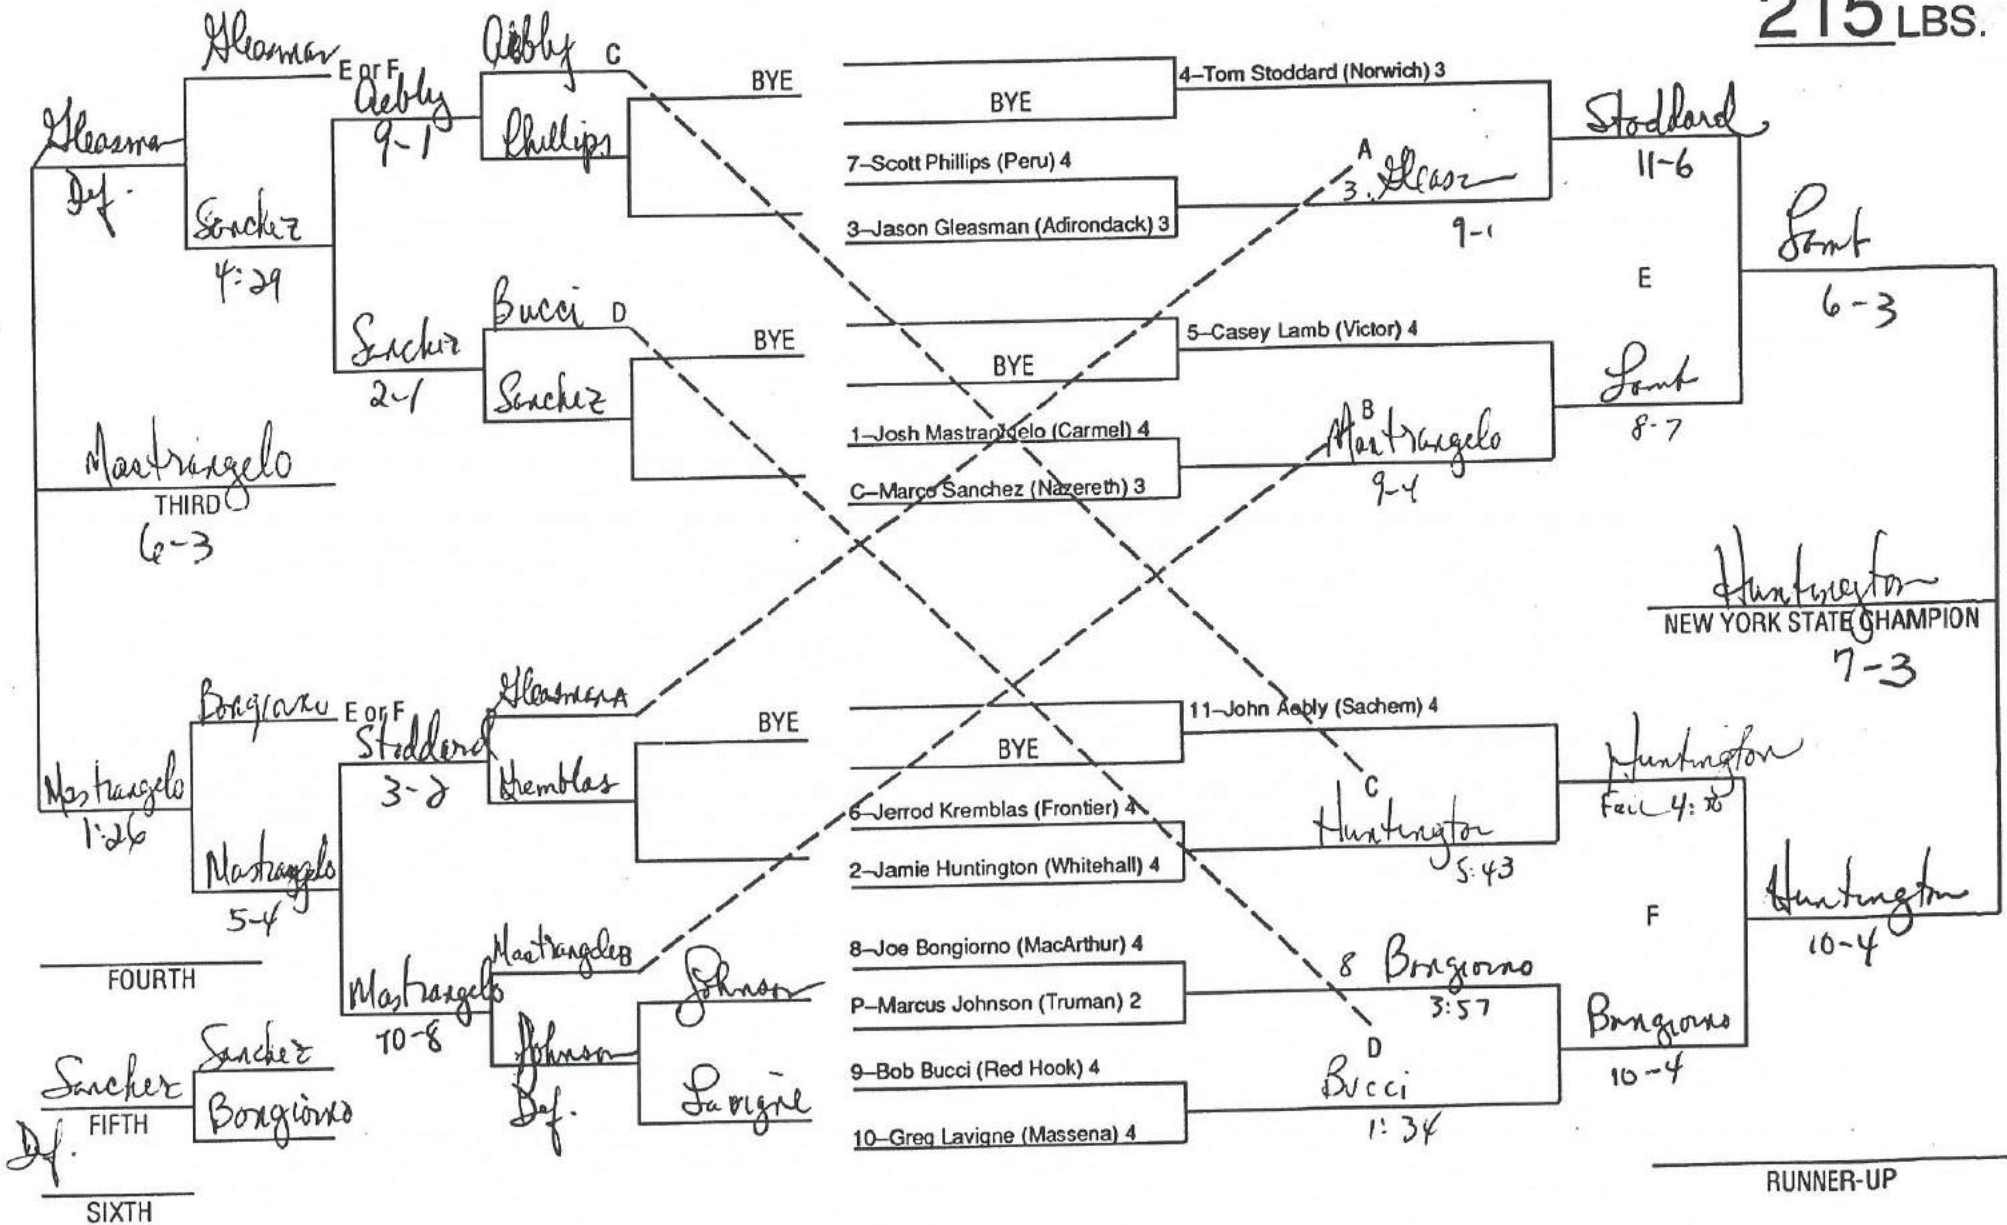 215 LBS.
Gleasman
E or F
Aebly
9-1
Aebly
C
Phillips
BYE
Gleasma
Def.
Sanchez
4:29
Sanchez
2-1
Bucci
D
Sanchez
BYE
Mastrangelo
THIRD
6-3
Bongiorno
E or F
Stoddard
3-2
Gleasman
A
Kremblas
BYE
Mastrangelo
1:26
Mastrangelo
5-4
Mastrangelo
10-8
Mastrangelo
B
Johnson
Def.
Johnson
Lavigne
FOURTH
Sanchez
FIFTH
Def.
Sanchez
Bongiorno
SIXTH
BYE
4–Tom Stoddard (Norwich) 3
7–Scott Phillips (Peru) 4
3–Jason Gleasman (Adirondack) 3
A
3.
9-1
Stoddard
11-6
BYE
5–Casey Lamb (Victor) 4
1–Josh Mastrangelo (Carmel) 4
C–Marco Sanchez (Nazereth) 3
B
Mastrangelo
9-4
E
Lamb
8-7
Lamb
6-3
Huntington
NEW YORK STATE CHAMPION
7-3
BYE
11–John Aebly (Sachem) 4
6–Jerrod Kremblas (Frontier) 4
2–Jamie Huntington (Whitehall) 4
C
Huntington
5:43
Huntington
8–Joe Bongiorno (MacArthur) 4
P–Marcus Johnson (Truman) 2
8 Bongiorno
3:57
9–Bob Bucci (Red Hook) 4
10–Greg Lavigne (Massena) 4
D
Bucci
1:34
F
Bongiorno
10-4
Huntington
10-4
RUNNER-UP